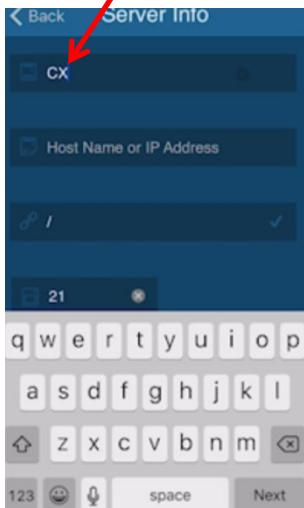 Back Server Info
CX
Host Name or IP Address
/
21
q w e r t y u i o p
a s d f g h j k l
z x c v b n m
123 space Next